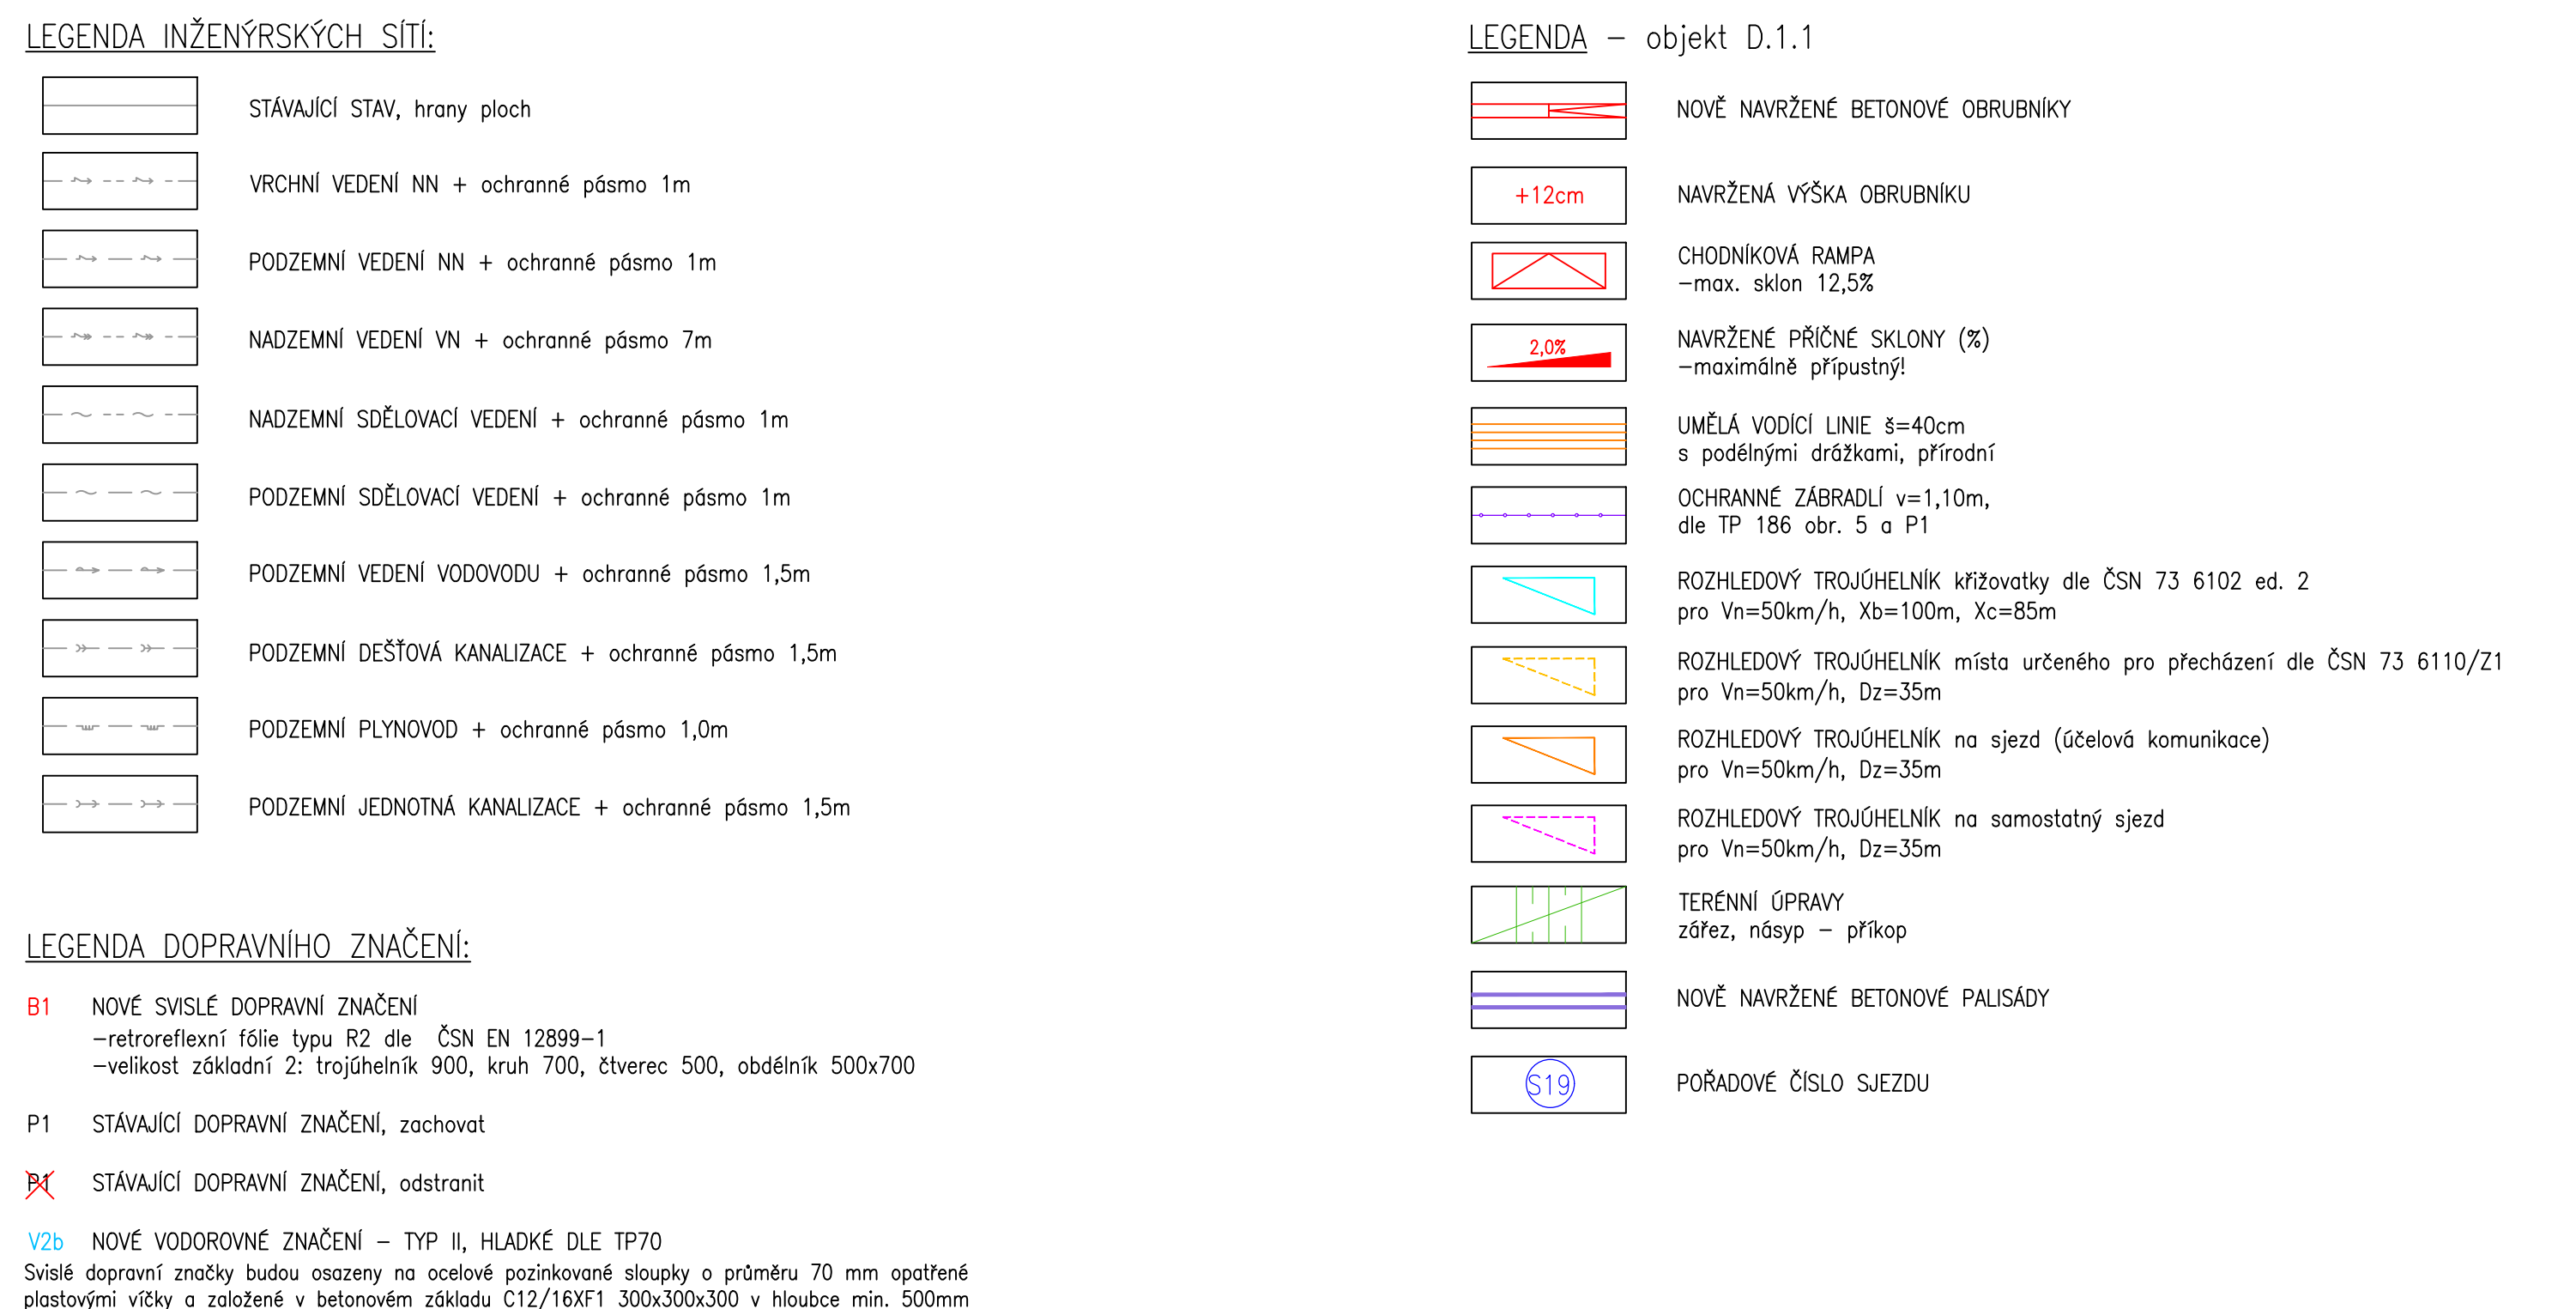 LEGENDA INŽENÝRSKÝCH SÍTÍ:
STÁVAJÍCÍ STAV, hrany ploch
VRCHNÍ VEDENÍ NN + ochranné pásmo 1m
PODZEMNÍ VEDENÍ NN + ochranné pásmo 1m
NADZEMNÍ VEDENÍ VN + ochranné pásmo 7m
NADZEMNÍ SDĚLOVACÍ VEDENÍ + ochranné pásmo 1m
PODZEMNÍ SDĚLOVACÍ VEDENÍ + ochranné pásmo 1m
PODZEMNÍ VEDENÍ VODOVODU + ochranné pásmo 1,5m
PODZEMNÍ DEŠŤOVÁ KANALIZACE + ochranné pásmo 1,5m
PODZEMNÍ PLYNOVOD + ochranné pásmo 1,0m
PODZEMNÍ JEDNOTNÁ KANALIZACE + ochranné pásmo 1,5m
LEGENDA DOPRAVNÍHO ZNAČENÍ:
B1 NOVÉ SVISLÉ DOPRAVNÍ ZNAČENÍ
-retroreflexní fólie typu R2 dle ČSN EN 12899-1
-velikost základní 2: trojúhelník 900, kruh 700, čtverec 500, obdélník 500x700
P1 STÁVAJÍCÍ DOPRAVNÍ ZNAČENÍ, zachovat
P1 STÁVAJÍCÍ DOPRAVNÍ ZNAČENÍ, odstranit
V2b NOVÉ VODOROVNÉ ZNAČENÍ - TYP II, HLADKÉ DLE TP70
Svislé dopravní značky budou osazeny na ocelové pozinkované sloupky o průměru 70 mm opatřené
plastovými víčky a založené v betonovém základu C12/16XF1 300x300x300 v hloubce min. 500mm
LEGENDA - objekt D.1.1
NOVĚ NAVRŽENÉ BETONOVÉ OBRUBNÍKY
+12cm NAVRŽENÁ VÝŠKA OBRUBNÍKU
CHODNÍKOVÁ RAMPA
-max. sklon 12,5%
2,0% NAVRŽENÉ PŘÍČNÉ SKLONY (%)
-maximálně přípustný!
UMĚLÁ VODÍCÍ LINIE š=40cm
s podélnými drážkami, přírodní
OCHRANNÉ ZÁBRADLÍ v=1,10m,
dle TP 186 obr. 5 a P1
ROZHLEDOVÝ TROJÚHELNÍK křižovatky dle ČSN 73 6102 ed. 2
pro Vn=50km/h, Xb=100m, Xc=85m
ROZHLEDOVÝ TROJÚHELNÍK místa určeného pro přecházení dle ČSN 73 6110/Z1
pro Vn=50km/h, Dz=35m
ROZHLEDOVÝ TROJÚHELNÍK na sjezd (účelová komunikace)
pro Vn=50km/h, Dz=35m
ROZHLEDOVÝ TROJÚHELNÍK na samostatný sjezd
pro Vn=50km/h, Dz=35m
TERÉNNÍ ÚPRAVY
zářez, násyp - příkop
NOVĚ NAVRŽENÉ BETONOVÉ PALISÁDY
S19 POŘADOVÉ ČÍSLO SJEZDU